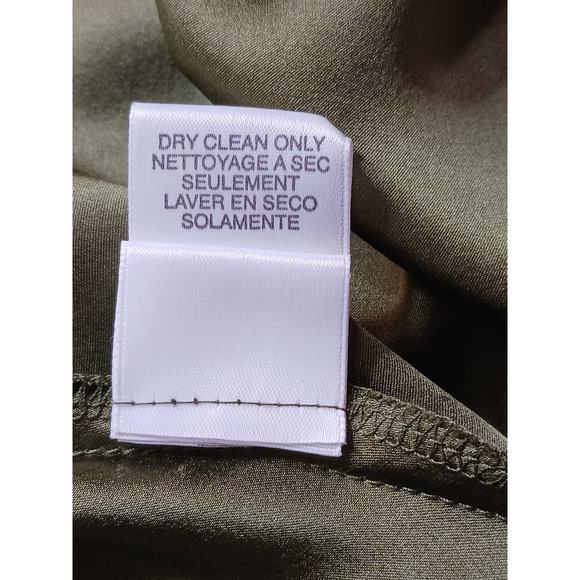 DRY CLEAN ONLY
NETTOYAGE A SEC
SEULEMENT
LAVER EN SECO
SOLAMENTE